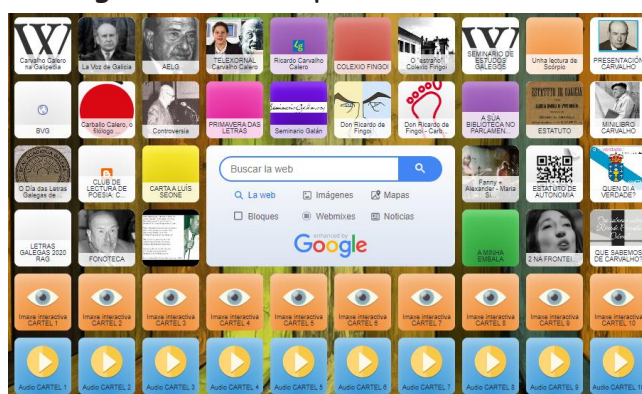 Carvalho Calero
na Galipedia
La Voz de Galicia
AELG
TELEXORNAL
Carvalho Calero
Ricardo Carvalho
Calero
COLEXIO FINGOI
O "estraño"
Colexio Fingoi
SEMINARIO DE
ESTUDOS
GALEGOS
Unha lectura de
Scórpio
PRESENTACIÓN
CARVALHO
BVG
Carballo Calero, o
filólogo
Controversia
PRIMAVERA DAS
LETRAS
Seminario Galán
Don Ricardo de
Fingoi
Don Ricardo de
Fingoi - Carb...
A SÚA
BIBLIOTECA NO
PARLAMEN...
ESTATUTO
MINILIBRO
CARVALHO
O Día das Letras
Galegas de ...
CLUB DE
LECTURA DE
POESIA: C...
CARTA A LUÍS
SEOANE
Buscar la web
La web
Imágenes
Mapas
Bloques
Webmixes
Noticias
enhanced by
Google
Fanny +
Alexander - Maria
Si...
ESTATUTO DE
AUTONOMIA
QUEN DI A
VERDADE?
LETRAS
GALEGAS 2020
RAG
FONOTECA
A MINHA
EMBALA
2 NA FRONTEI...
QUE SABEMOS
DE CARVALHO?
Imaxe interactiva
CARTEL 1
Imaxe interactiva
CARTEL 2
Imaxe interactiva
CARTEL 3
Imaxe interactiva
CARTEL 4
Imaxe interactiva
CARTEL 5
Imaxe interactiva
CARTEL 6
Imaxe interactiva
CARTEL 7
Imaxe interactiva
CARTEL 8
Imaxe interactiva
CARTEL 9
Imaxe interactiva
CARTEL 10
Audio CARTEL 1
Audio CARTEL 2
Audio CARTEL 3
Audio CARTEL 4
Audio CARTEL 5
Audio CARTEL 6
Audio CARTEL 7
Audio CARTEL 8
Audio CARTEL 9